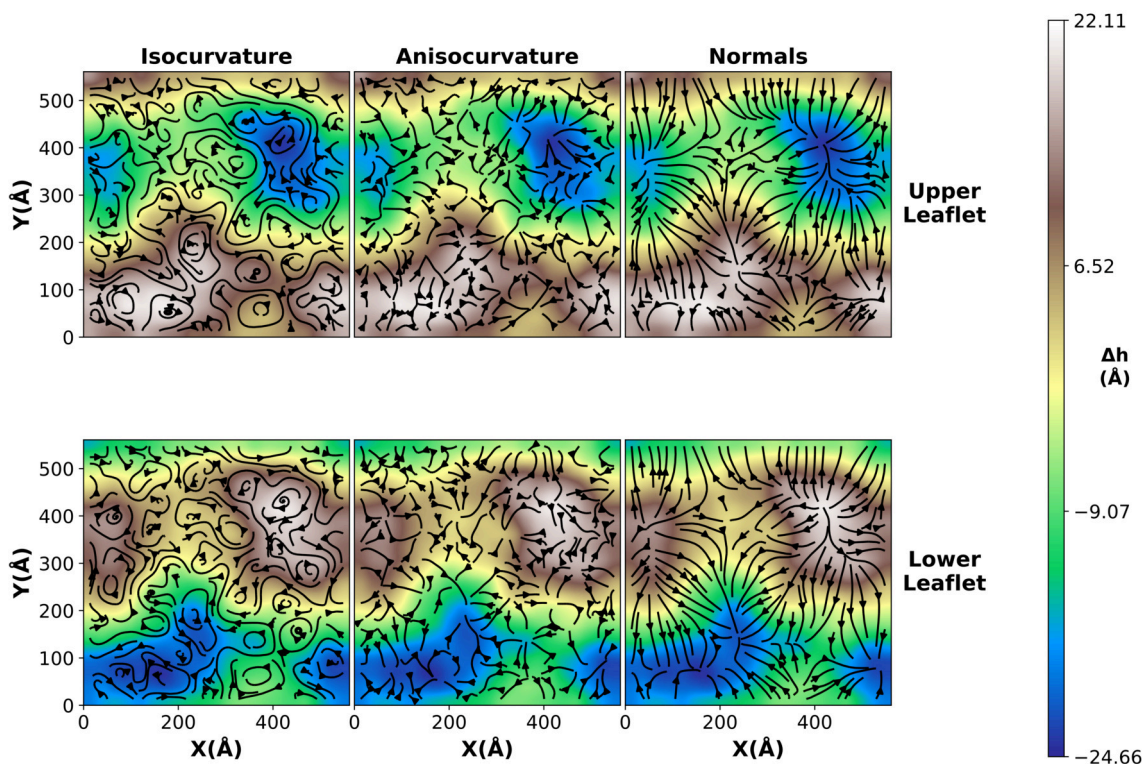 Isocurvature Anisocurvature Normals
22.11
500
400
300
200
100
0
Y(Å)
Upper
Leaflet
6.52
Δh
(Å)
500
400
300
200
100
0
Y(Å)
Lower
Leaflet
−9.07
0 200 400 0 200 400 0 200 400
X(Å) X(Å) X(Å)
−24.66